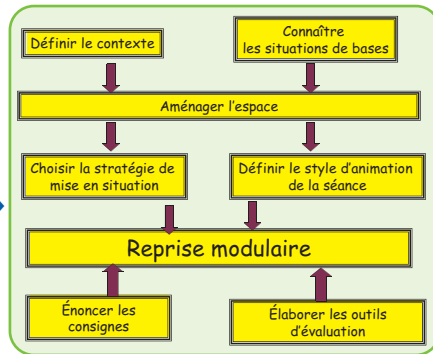 Définir le contexte
Connaître
les situations de bases
Aménager l'espace
Choisir la stratégie de
mise en situation
Définir le style d'animation
de la séance
Reprise modulaire
Énoncer les
consignes
Élaborer les outils
d'évaluation